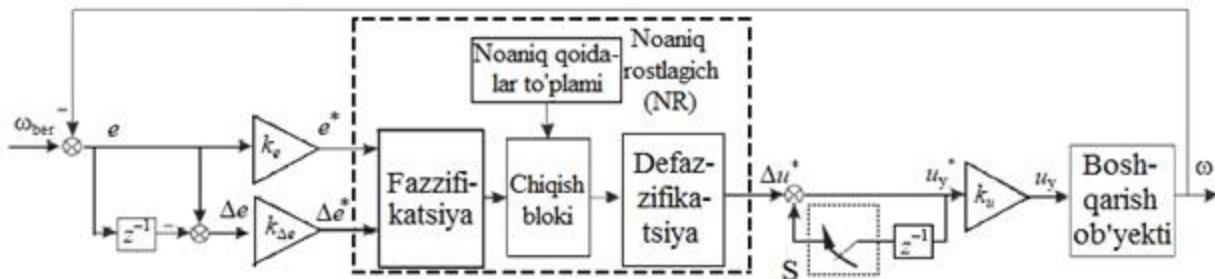 Noaniq qoida-
lar to'plami
Noaniq
rostlagich
(NR)
ω_ber
−
e
k_e
e*
Fazzifi-
katsiya
Chiqish
bloki
Defaz-
zifika-
tsiya
Δu*
u_y*
k_u
u_y
Bosh-
qarish
ob'yekti
ω
z⁻¹
−
Δe
k_Δe
Δe*
S
z⁻¹